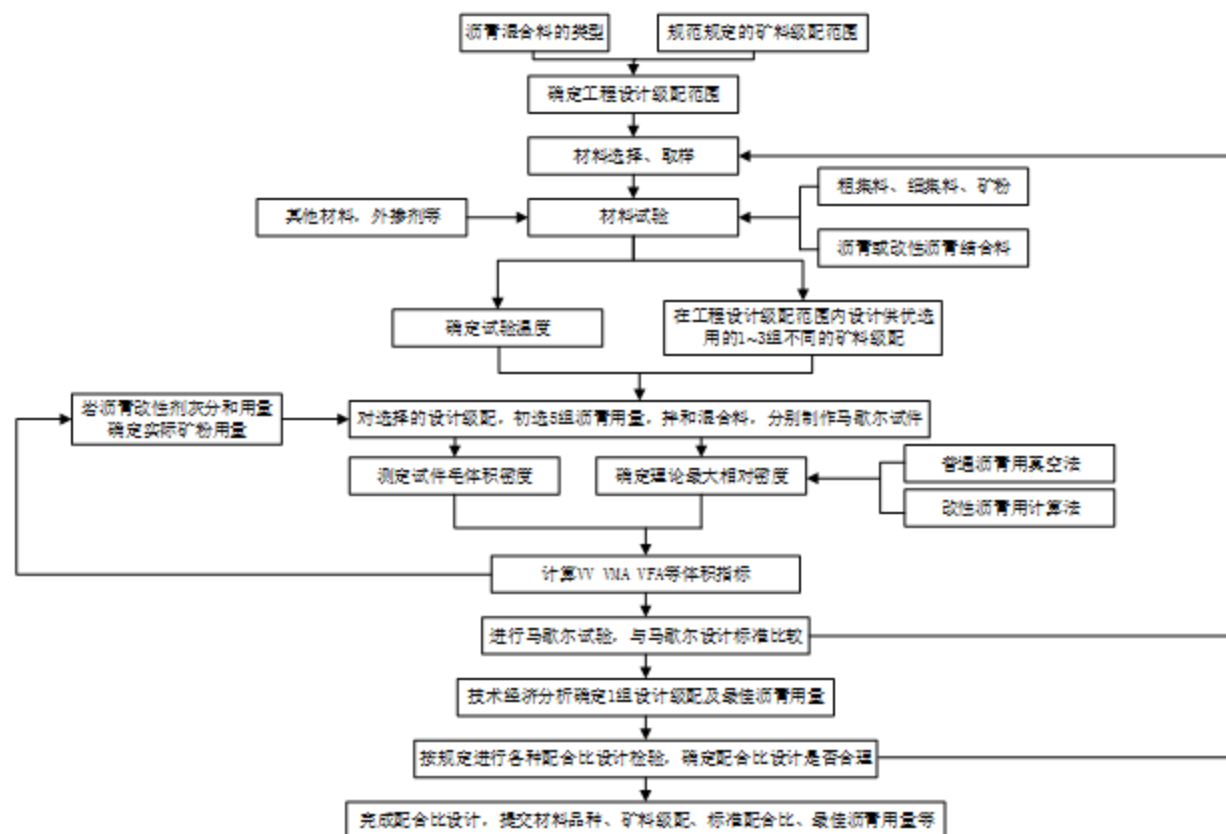 沥青混合料的类型
规范规定的矿料级配范围
确定工程设计级配范围
材料选择、取样
粗集料、细集料、矿粉
其他材料，外掺剂等
材料试验
沥青或改性沥青结合料
确定试验温度
在工程设计级配范围内设计供优选
用的1~3组不同的矿料级配
岩沥青改性剂灰分和用量
确定实际矿粉用量
对选择的设计级配，初选5组沥青用量，拌和混合料，分别制作马歇尔试件
测定试件毛体积密度
确定理论最大相对密度
普通沥青用真空法
改性沥青用计算法
计算VV VMA VFA等体积指标
进行马歇尔试验，与马歇尔设计标准比较
技术经济分析确定1组设计级配及最佳沥青用量
按规定进行各种配合比设计检验，确定配合比设计是否合理
完成配合比设计，提交材料品种、矿料级配、标准配合比、最佳沥青用量等